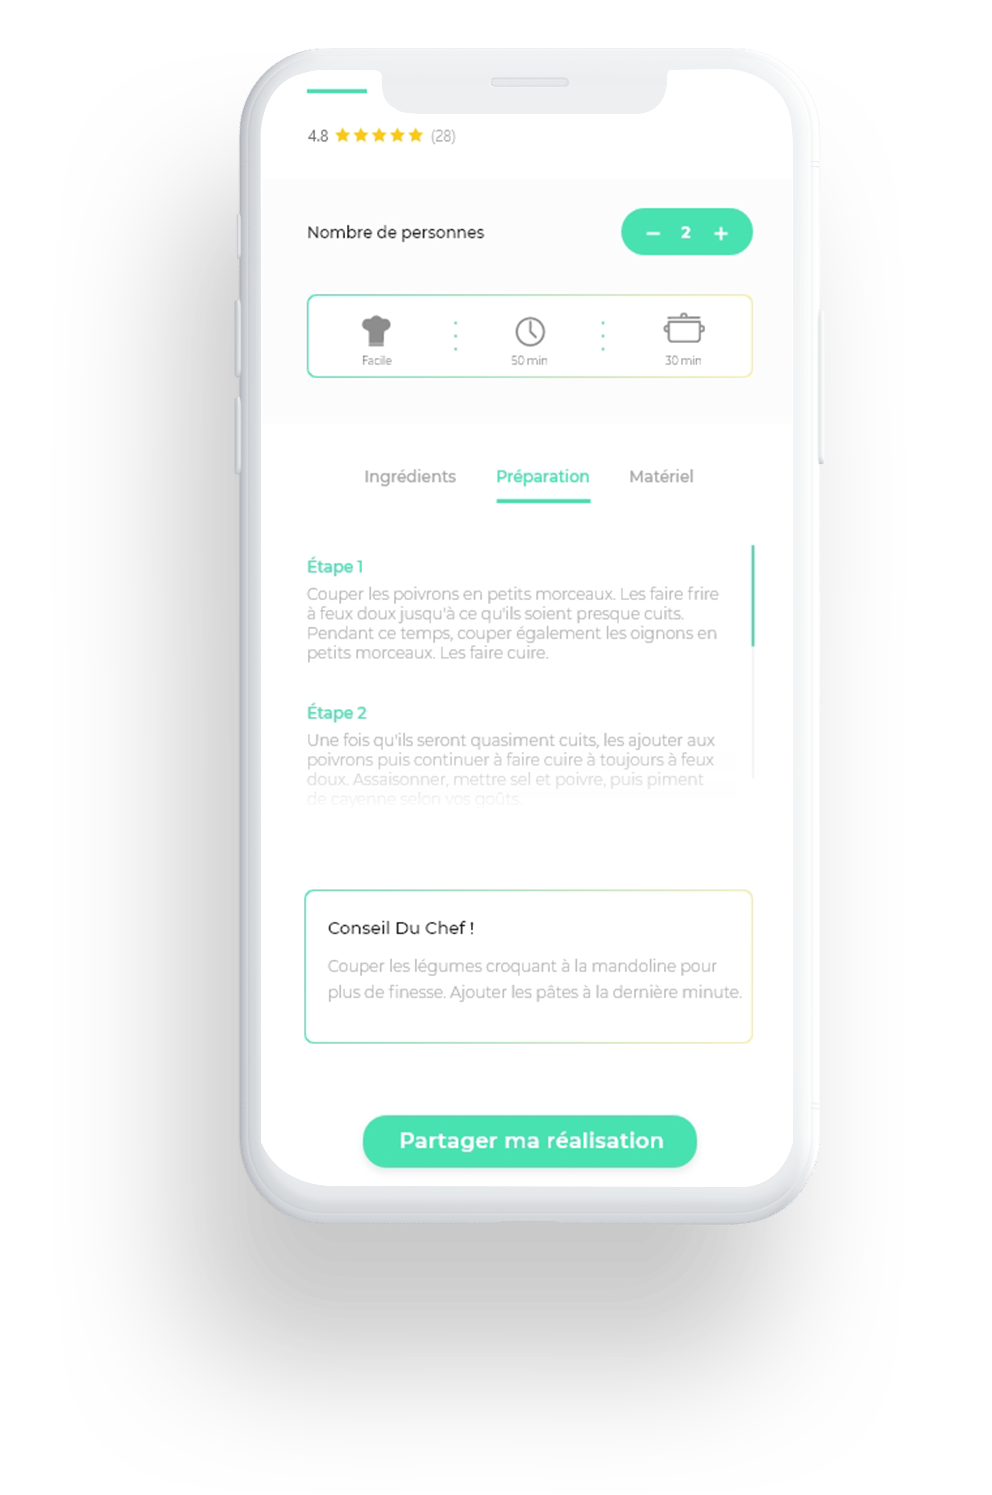 4.8 (28)
Nombre de personnes
− 2 +
Facile
50 min
30 min
Ingrédients Préparation Matériel
Étape 1
Couper les poivrons en petits morceaux. Les faire frire
à feux doux jusqu'à ce qu'ils soient presque cuits.
Pendant ce temps, couper également les oignons en
petits morceaux. Les faire cuire.
Étape 2
Une fois qu'ils seront quasiment cuits, les ajouter aux
poivrons puis continuer à faire cuire à toujours à feux
doux. Assaisonner, mettre sel et poivre, puis piment
de cayenne selon vos goûts.
Conseil Du Chef !
Couper les légumes croquant à la mandoline pour
plus de finesse. Ajouter les pâtes à la dernière minute.
Partager ma réalisation